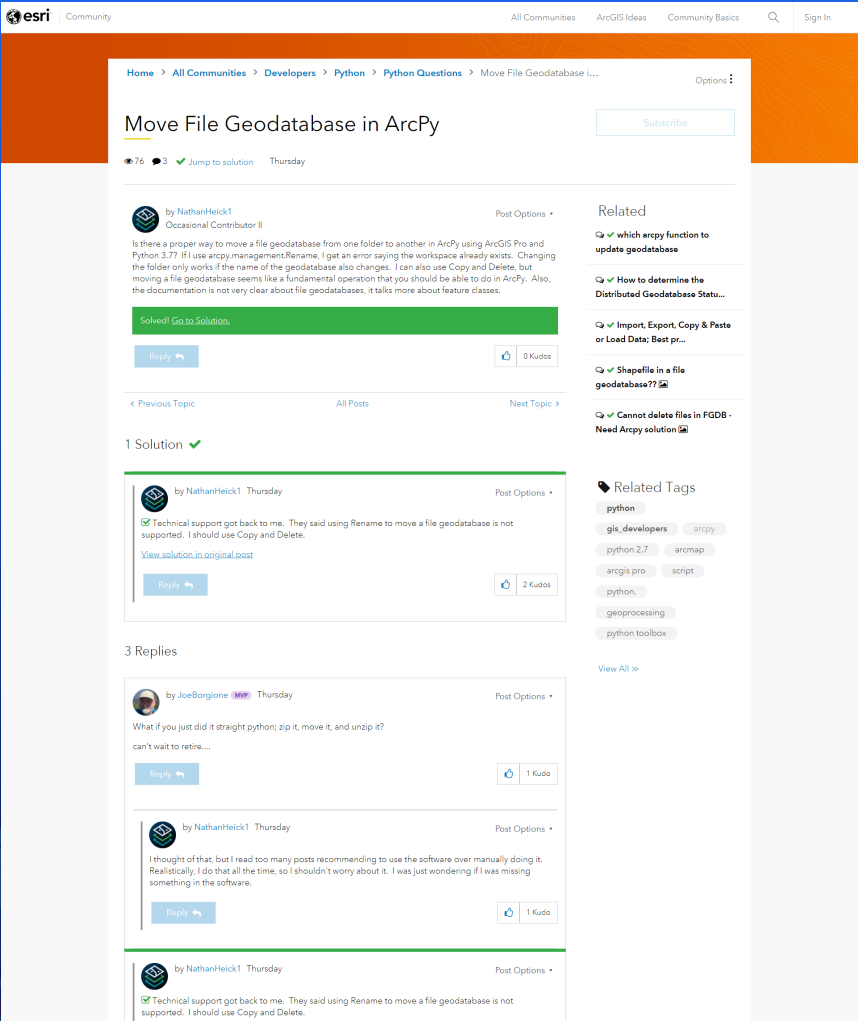 esri Community All Communities ArcGIS Ideas Community Basics Sign In
Home > All Communities > Developers > Python > Python Questions > Move File Geodatabase i...
Options
Move File Geodatabase in ArcPy
Subscribe
76 3 Jump to solution Thursday
by NathanHeick1
Occasional Contributor II
Post Options
Is there a proper way to move a file geodatabase from one folder to another in ArcPy using ArcGIS Pro and
Python 3.7? If I use arcpy.management.Rename, I get an error saying the workspace already exists. Changing
the folder only works if the name of the geodatabase also changes. I can also use Copy and Delete, but
moving a file geodatabase seems like a fundamental operation that you should be able to do in ArcPy. Also,
the documentation is not very clear about file geodatabases, it talks more about feature classes.
Solved! Go to Solution.
Reply 0 Kudos
Previous Topic All Posts Next Topic
1 Solution
by NathanHeick1 Thursday Post Options
Technical support got back to me. They said using Rename to move a file geodatabase is not
supported. I should use Copy and Delete.
View solution in original post
Reply 2 Kudos
3 Replies
by JoeBorgione MVP Thursday Post Options
What if you just did it straight python; zip it, move it, and unzip it?
can't wait to retire....
Reply 1 Kudo
by NathanHeick1 Thursday Post Options
I thought of that, but I read too many posts recommending to use the software over manually doing it.
Realistically, I do that all the time, so I shouldn't worry about it. I was just wondering if I was missing
something in the software.
Reply 1 Kudo
by NathanHeick1 Thursday Post Options
Technical support got back to me. They said using Rename to move a file geodatabase is not
supported. I should use Copy and Delete.
Related
which arcpy function to
update geodatabase
How to determine the
Distributed Geodatabase Statu...
Import, Export, Copy & Paste
or Load Data; Best pr...
Shapefile in a file
geodatabase??
Cannot delete files in FGDB -
Need Arcpy solution
Related Tags
python
gis_developers arcpy
python 2.7 arcmap
arcgis pro script
python.
geoprocessing
python toolbox
View All >>